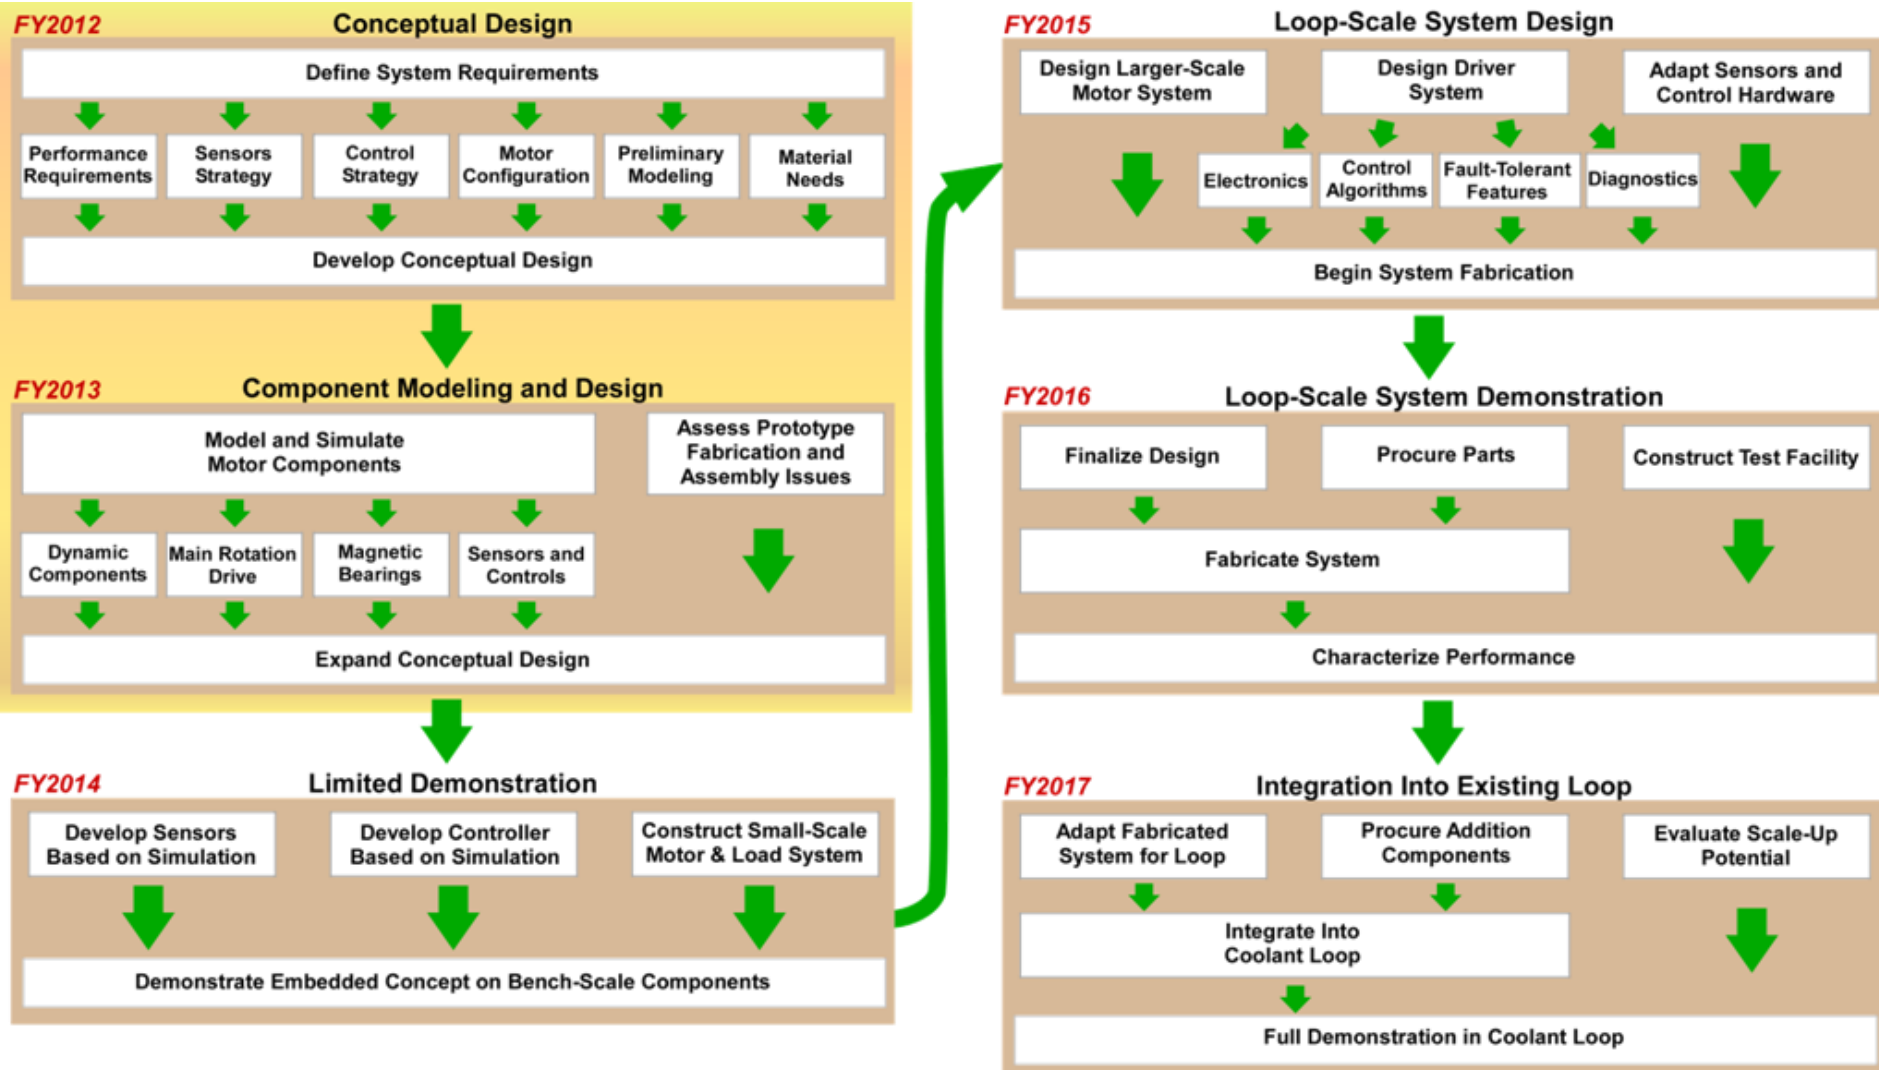 FY2012
Conceptual Design
Define System Requirements
Performance
Requirements
Sensors
Strategy
Control
Strategy
Motor
Configuration
Preliminary
Modeling
Material
Needs
Develop Conceptual Design
FY2013
Component Modeling and Design
Model and Simulate
Motor Components
Assess Prototype
Fabrication and
Assembly Issues
Dynamic
Components
Main Rotation
Drive
Magnetic
Bearings
Sensors and
Controls
Expand Conceptual Design
FY2014
Limited Demonstration
Develop Sensors
Based on Simulation
Develop Controller
Based on Simulation
Construct Small-Scale
Motor & Load System
Demonstrate Embedded Concept on Bench-Scale Components
FY2015
Loop-Scale System Design
Design Larger-Scale
Motor System
Design Driver
System
Adapt Sensors and
Control Hardware
Electronics
Control
Algorithms
Fault-Tolerant
Features
Diagnostics
Begin System Fabrication
FY2016
Loop-Scale System Demonstration
Finalize Design
Procure Parts
Construct Test Facility
Fabricate System
Characterize Performance
FY2017
Integration Into Existing Loop
Adapt Fabricated
System for Loop
Procure Addition
Components
Evaluate Scale-Up
Potential
Integrate Into
Coolant Loop
Full Demonstration in Coolant Loop